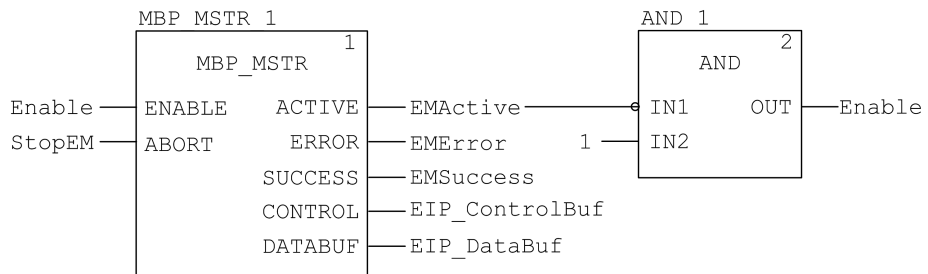 MBP_MSTR_1 AND_1
1 2
MBP_MSTR AND
Enable ENABLE ACTIVE EMActive IN1 OUT Enable
StopEM ABORT ERROR EMError 1 IN2
SUCCESS EMSuccess
CONTROL EIP_ControlBuf
DATABUF EIP_DataBuf